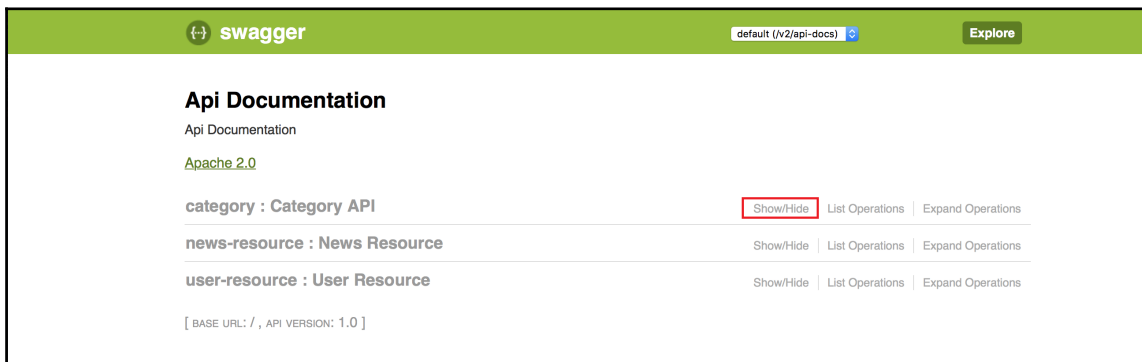 {···} swagger
default (/v2/api-docs)
Explore
Api Documentation
Api Documentation
Apache 2.0
category : Category API
Show/Hide
List Operations
Expand Operations
news-resource : News Resource
Show/Hide
List Operations
Expand Operations
user-resource : User Resource
Show/Hide
List Operations
Expand Operations
[ BASE URL: / , API VERSION: 1.0 ]